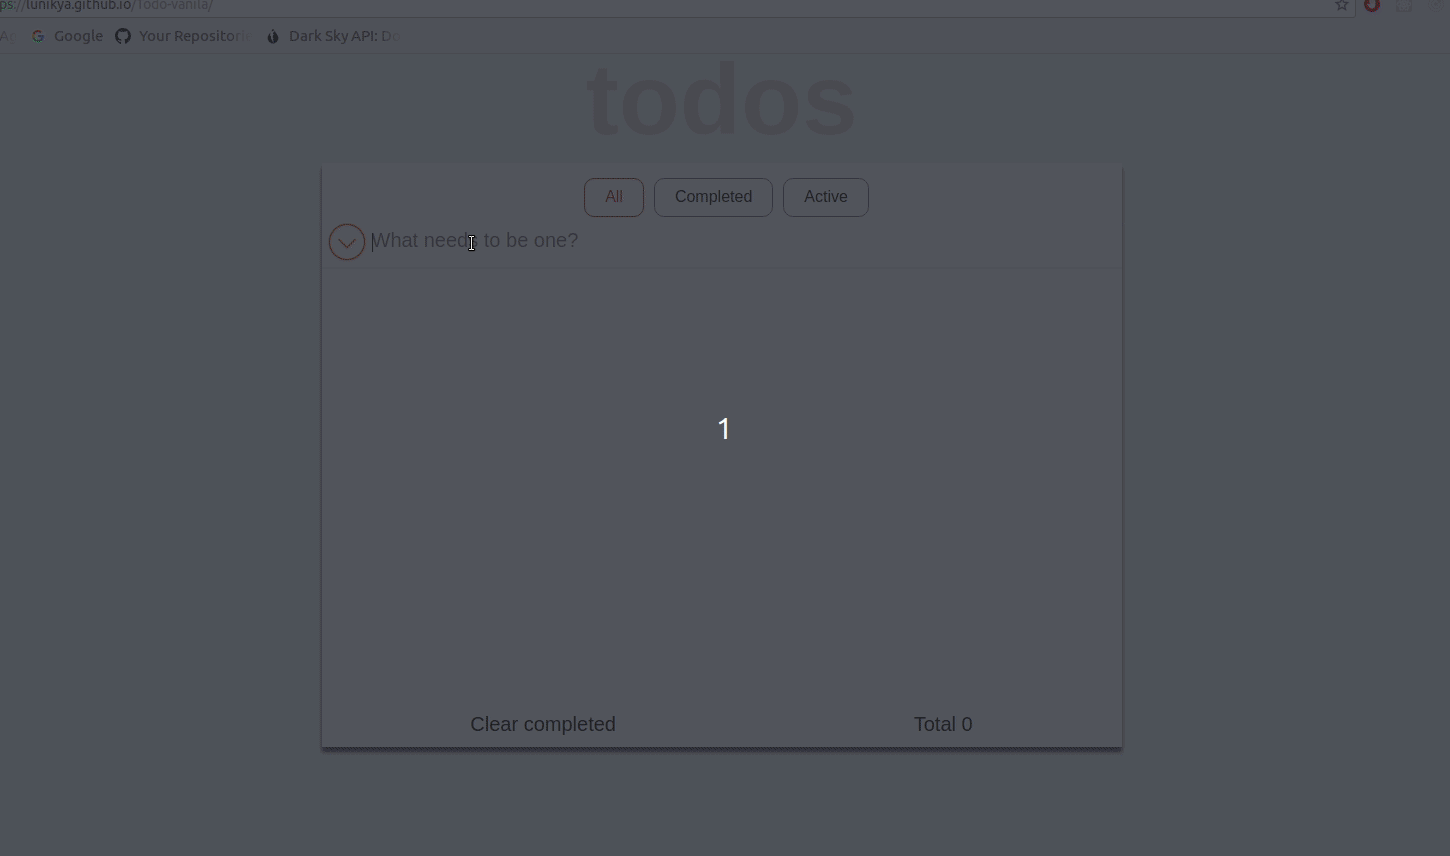 ps://lunikya.github.io/Todo-vanila/
Google Your Repositori Dark Sky API: Do
todos
All Completed Active
What needs to be one?
1
Clear completed Total 0